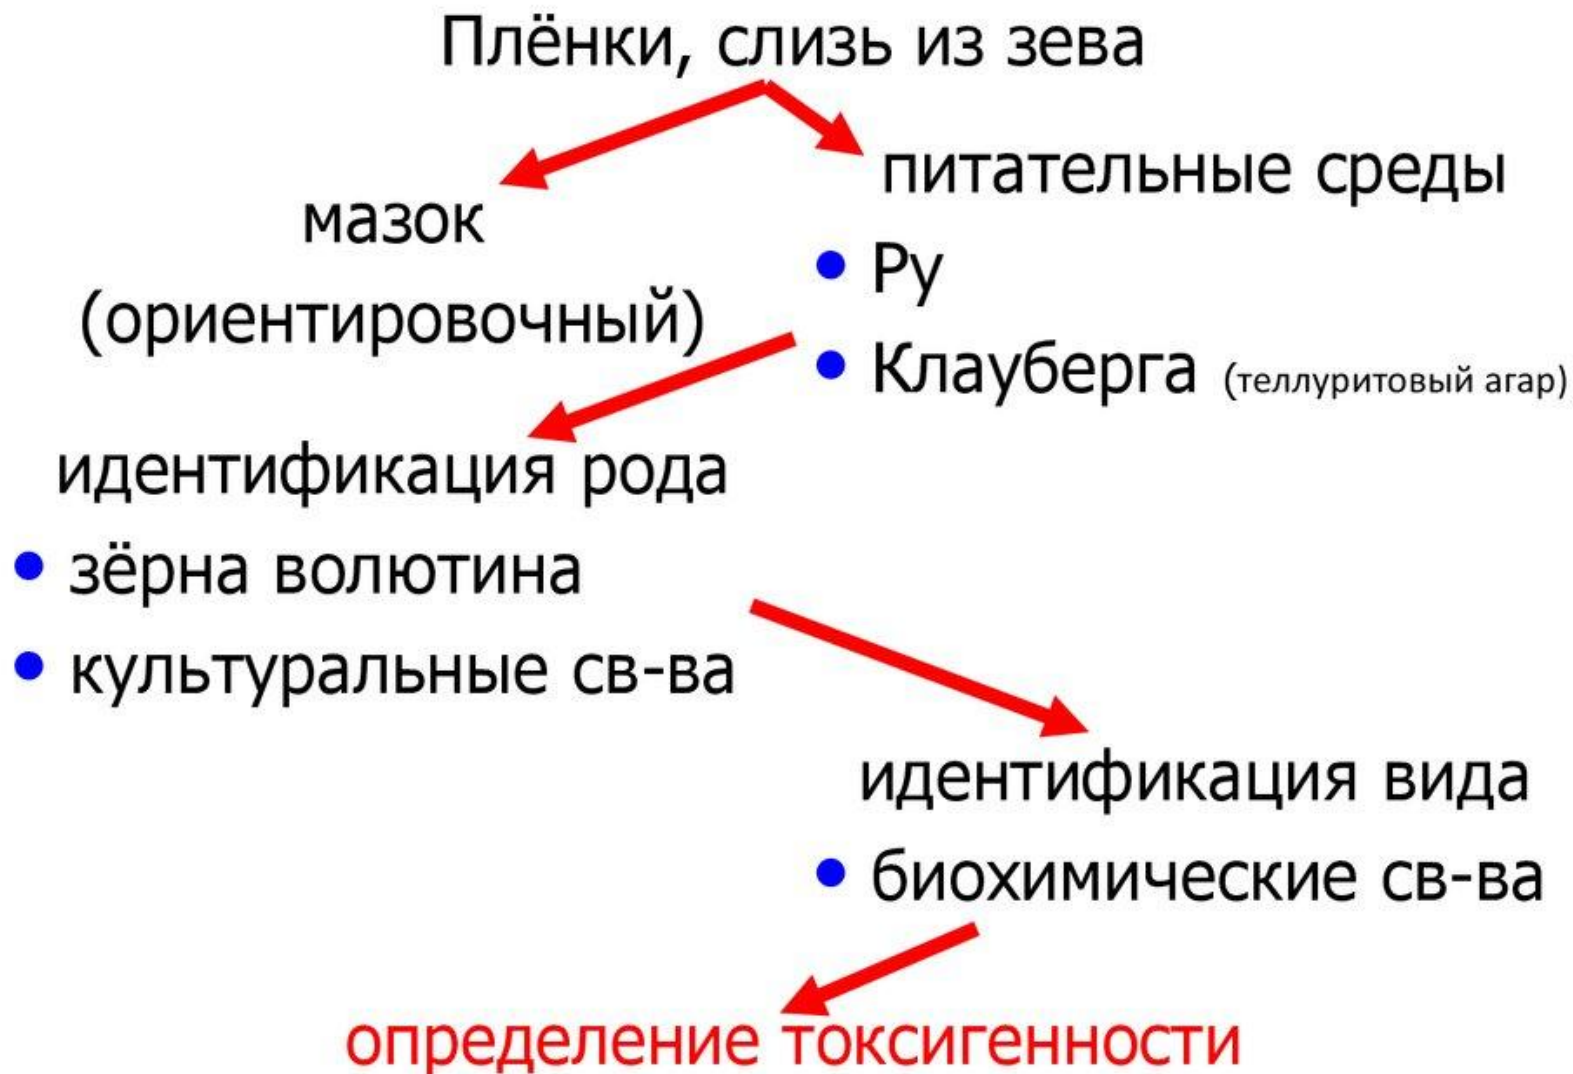 Плёнки, слизь из зева
мазок
(ориентировочный)
питательные среды
• Ру
• Клауберга (теллуритовый агар)
идентификация рода
• зёрна волютина
• культуральные св-ва
идентификация вида
• биохимические св-ва
определение токсигенности